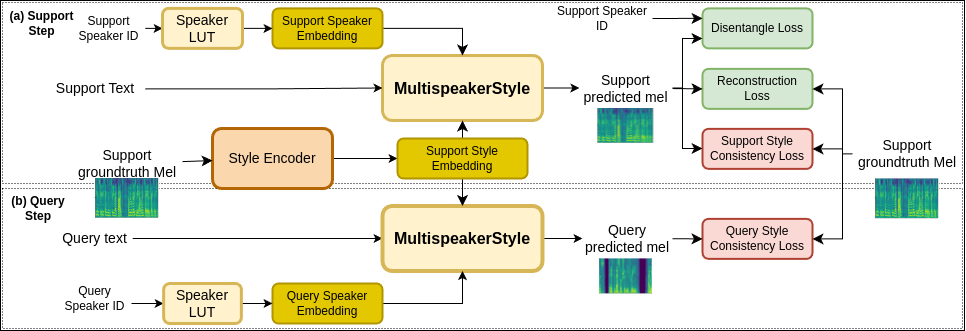 (a) Support
Step
Support
Speaker ID
Speaker
LUT
Support Speaker
Embedding
Support Speaker
ID
Disentangle Loss
Support Text
MultispeakerStyle
Support
predicted mel
Reconstruction
Loss
Support
groundtruth Mel
Style Encoder
Support Style
Embedding
Support Style
Consistency Loss
Support
groundtruth Mel
(b) Query
Step
Query text
MultispeakerStyle
Query
predicted mel
Query Style
Consistency Loss
Query
Speaker ID
Speaker
LUT
Query Speaker
Embedding